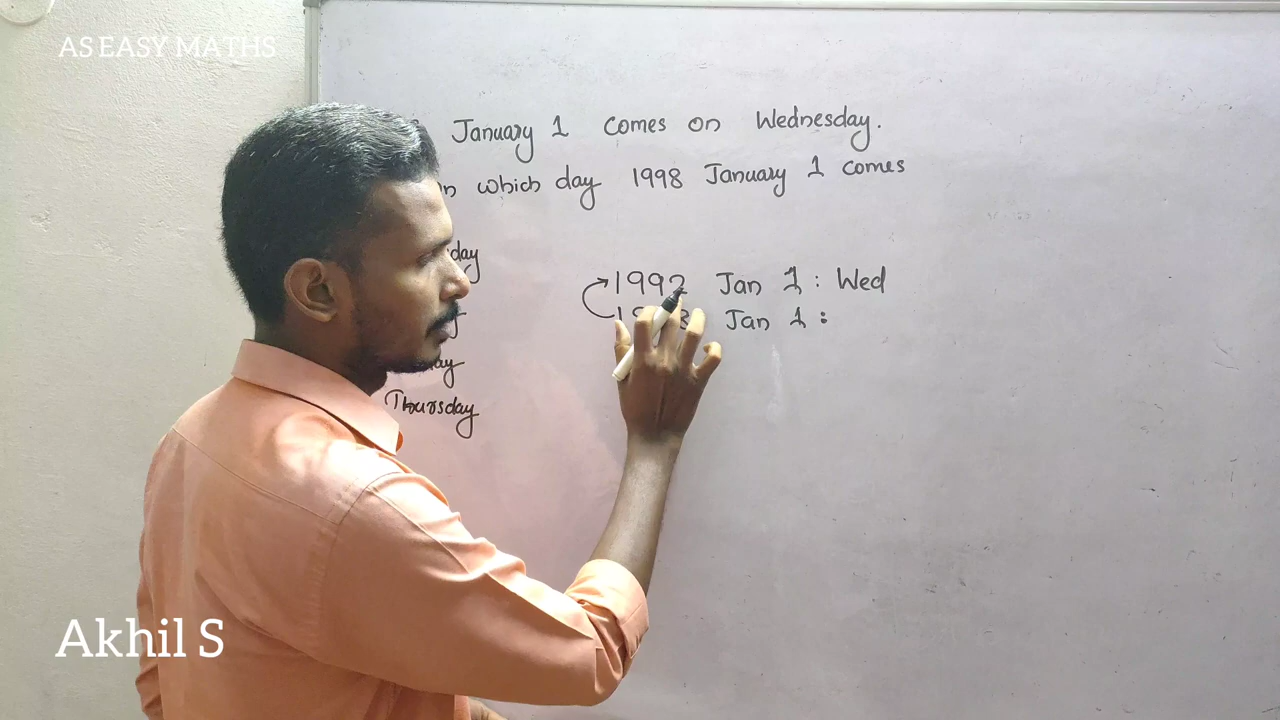 AS EASY MATHS
January 1 comes on Wednesday.
which day 1998 January 1 comes
day
1992 Jan 1 : Wed
Jan 1 :
Thursday
Akhil S